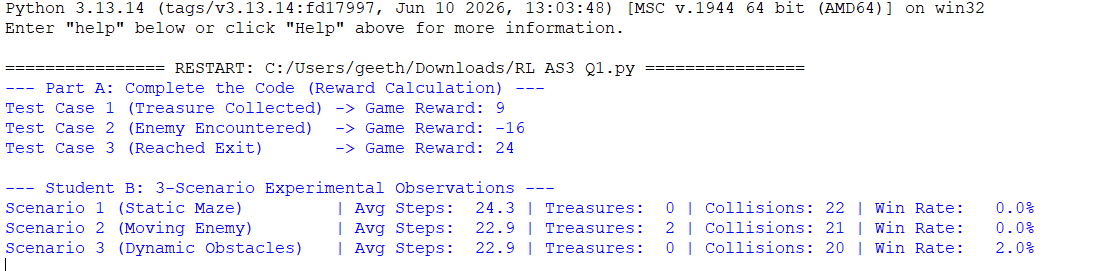 Python 3.13.14 (tags/v3.13.14:fd17997, Jun 10 2026, 13:03:48) [MSC v.1944 64 bit (AMD64)] on win32
Enter "help" below or click "Help" above for more information.
================ RESTART: C:/Users/geeth/Downloads/RL AS3 Q1.py ================
--- Part A: Complete the Code (Reward Calculation) ---
Test Case 1 (Treasure Collected) -> Game Reward: 9
Test Case 2 (Enemy Encountered)  -> Game Reward: -16
Test Case 3 (Reached Exit)       -> Game Reward: 24
--- Student B: 3-Scenario Experimental Observations ---
Scenario 1 (Static Maze)         | Avg Steps:  24.3 | Treasures:  0 | Collisions: 22 | Win Rate:   0.0%
Scenario 2 (Moving Enemy)        | Avg Steps:  22.9 | Treasures:  2 | Collisions: 21 | Win Rate:   0.0%
Scenario 3 (Dynamic Obstacles)   | Avg Steps:  22.9 | Treasures:  0 | Collisions: 20 | Win Rate:   2.0%